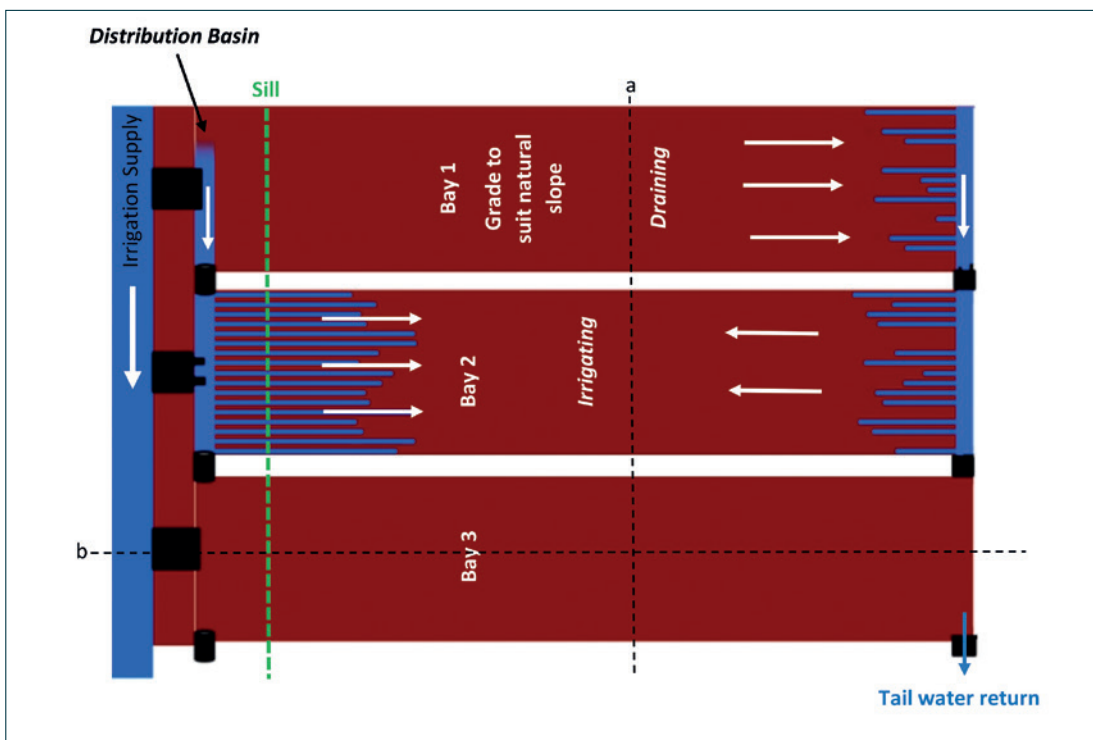 Distribution Basin
Sill
a
Irrigation Supply
Bay 1
Grade to
suit natural
slope
Draining
Bay 2
Irrigating
b
Bay 3
Tail water return